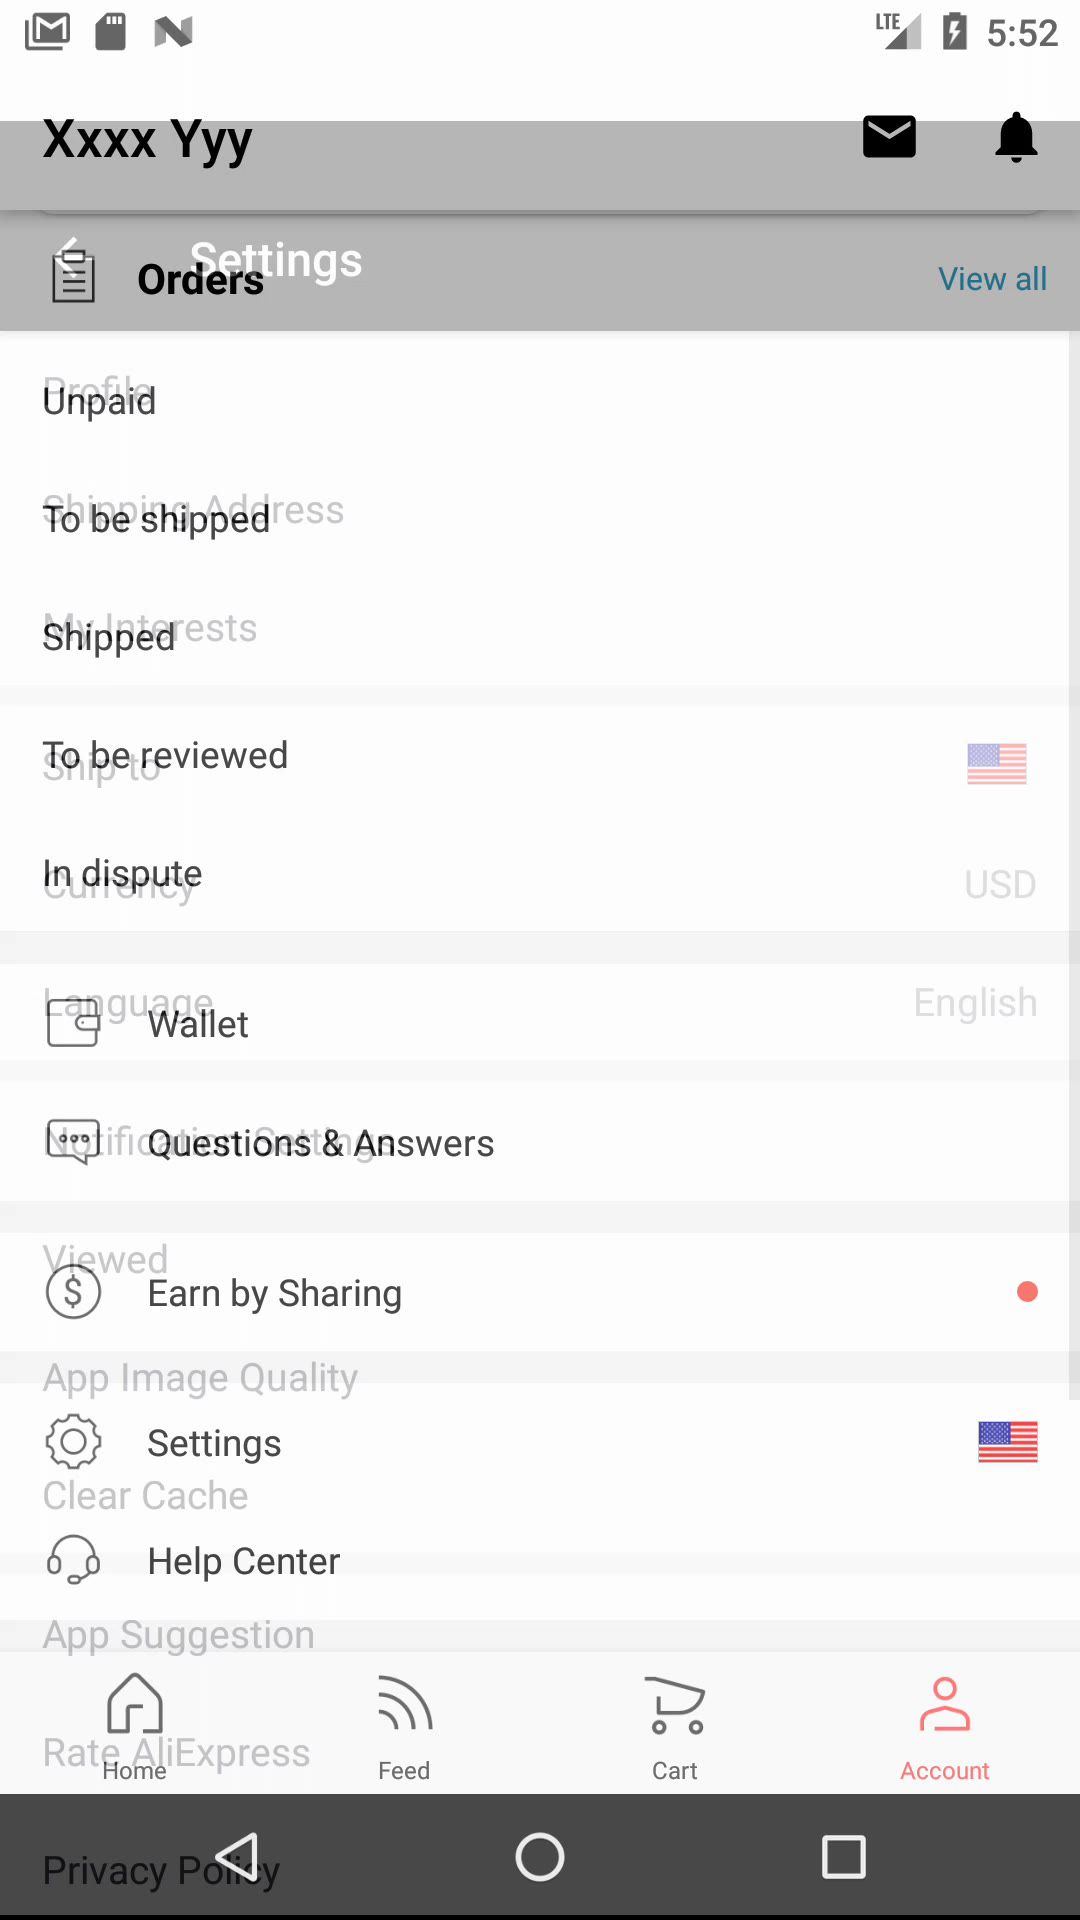 LTE 5:52
Xxxx Yyy
Settings
Orders View all
Profile
Unpaid
Shipping Address
To be shipped
My Interests
Shipped
To be reviewed
Ship to
In dispute
Currency USD
Language English
Wallet
Notification Settings
Questions & Answers
Viewed
Earn by Sharing
App Image Quality
Settings
Clear Cache
Help Center
App Suggestion
Rate AliExpress
Home Feed Cart Account
Privacy Policy